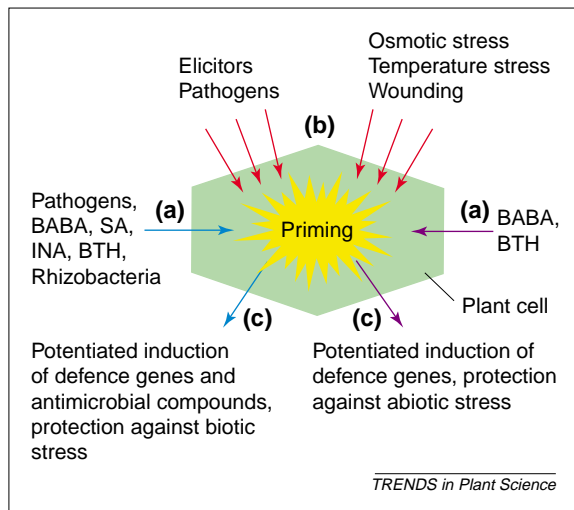 Elicitors
Pathogens
Osmotic stress
Temperature stress
Wounding
(b)
Pathogens,
BABA, SA,
INA, BTH,
Rhizobacteria
(a)
Priming
(a)
BABA,
BTH
Plant cell
(c)
(c)
Potentiated induction
of defence genes and
antimicrobial compounds,
protection against biotic
stress
Potentiated induction of
defence genes, protection
against abiotic stress
TRENDS in Plant Science